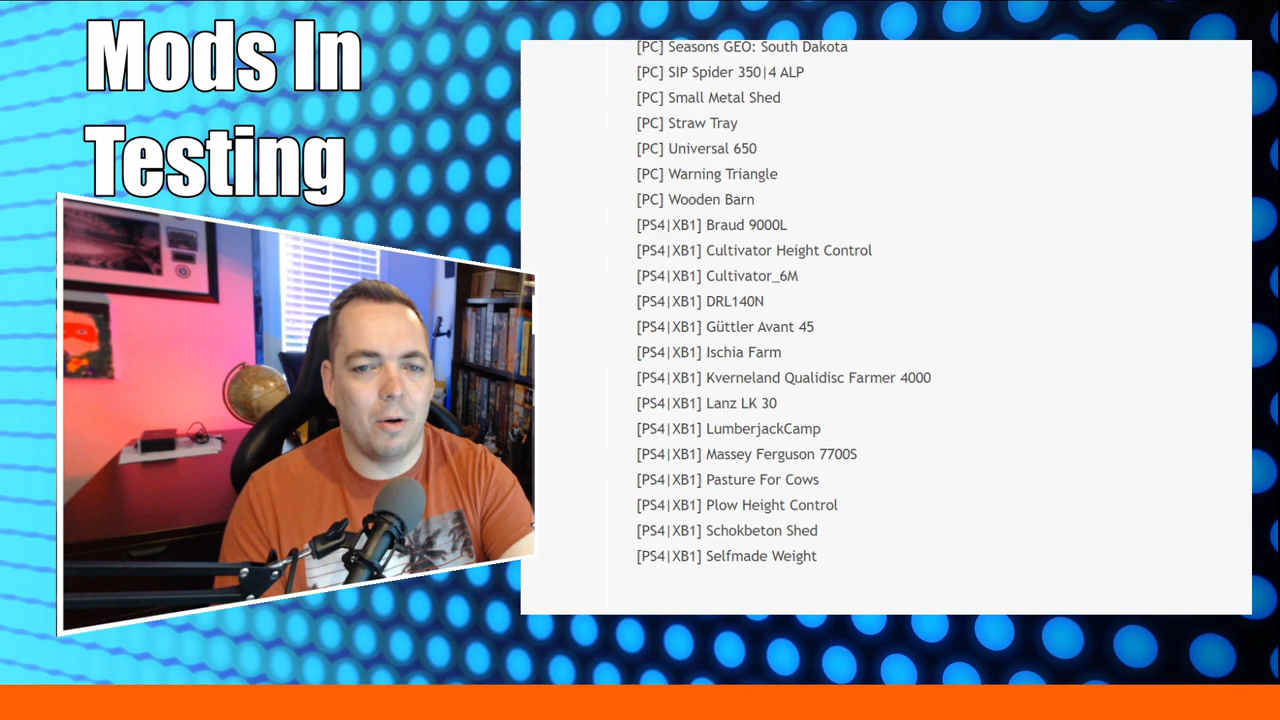 Mods In
Testing
[PC] Seasons GEO: South Dakota
[PC] SIP Spider 350|4 ALP
[PC] Small Metal Shed
[PC] Straw Tray
[PC] Universal 650
[PC] Warning Triangle
[PC] Wooden Barn
[PS4|XB1] Braud 9000L
[PS4|XB1] Cultivator Height Control
[PS4|XB1] Cultivator_6M
[PS4|XB1] DRL140N
[PS4|XB1] Güttler Avant 45
[PS4|XB1] Ischia Farm
[PS4|XB1] Kverneland Qualidisc Farmer 4000
[PS4|XB1] Lanz LK 30
[PS4|XB1] LumberjackCamp
[PS4|XB1] Massey Ferguson 7700S
[PS4|XB1] Pasture For Cows
[PS4|XB1] Plow Height Control
[PS4|XB1] Schokbeton Shed
[PS4|XB1] Selfmade Weight